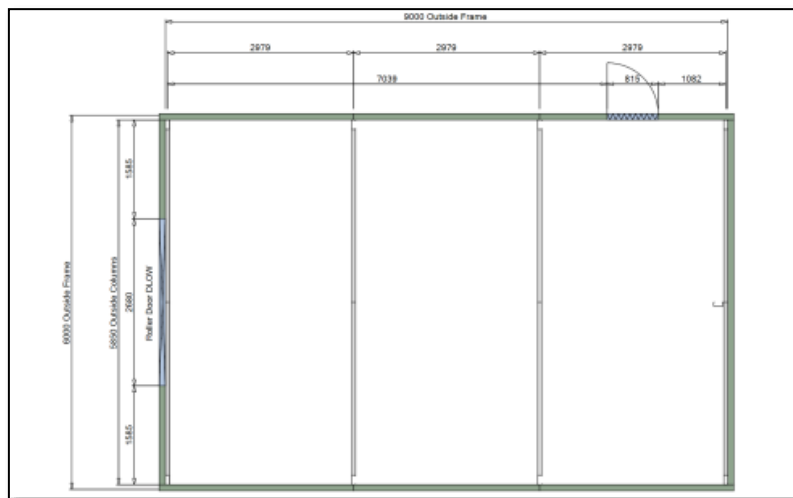 9000 Outside Frame
2979
2979
2979
7039
815
1082
6000 Outside Frame
5850 Outside Columns
1585
2680
1585
Roller Door DLOW